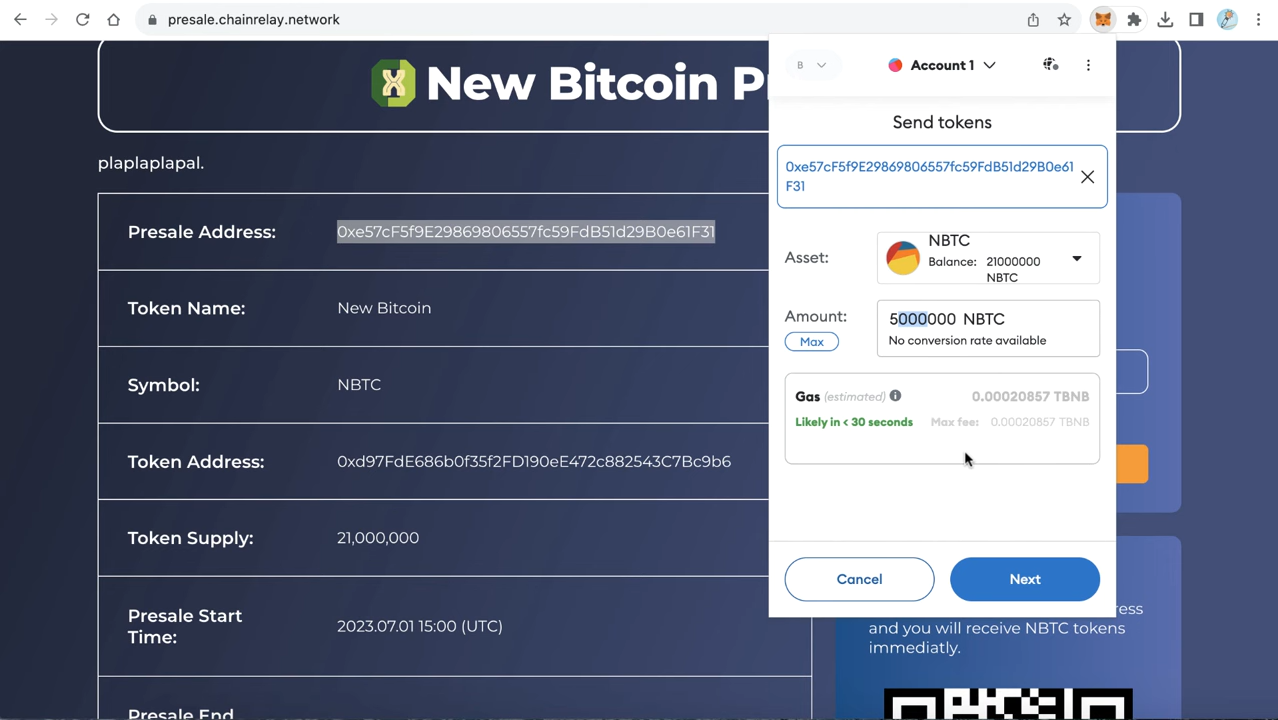 presale.chainrelay.network
New Bitcoin P
plaplaplapal.
Presale Address: 0xe57cF5f9E29869806557fc59FdB51d29B0e61F31
Token Name: New Bitcoin
Symbol: NBTC
Token Address: 0xd97FdE686b0f35f2FD190eE472c882543C7Bc9b6
Token Supply: 21,000,000
Presale Start
Time:
2023.07.01 15:00 (UTC)
Presale End
B
Account 1
Send tokens
0xe57cF5f9E29869806557fc59FdB51d29B0e61
F31
Asset:
NBTC
Balance: 21000000
NBTC
Amount:
Max
5000000 NBTC
No conversion rate available
Gas (estimated) 0.00020857 TBNB
Likely in < 30 seconds Max fee: 0.00020857 TBNB
Cancel
Next
ress
and you will receive NBTC tokens
immediatly.